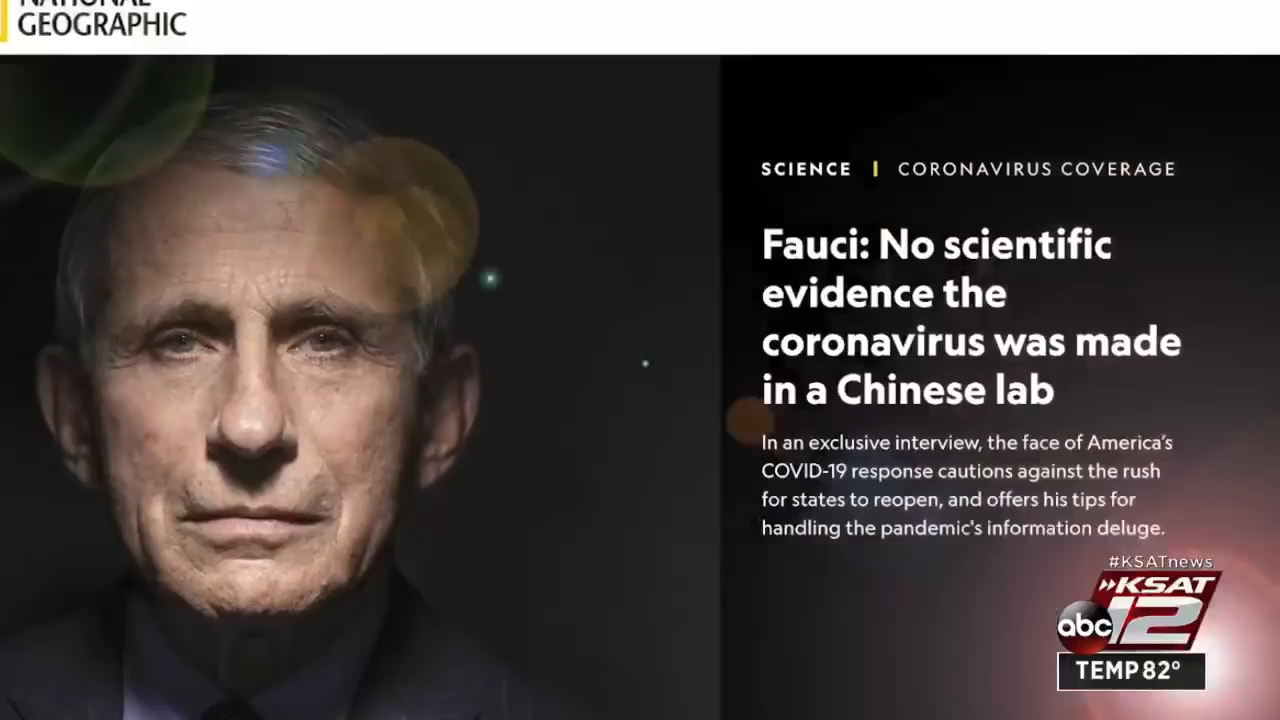 NATIONAL
GEOGRAPHIC
SCIENCE | CORONAVIRUS COVERAGE
Fauci: No scientific
evidence the
coronavirus was made
in a Chinese lab
In an exclusive interview, the face of America's
COVID-19 response cautions against the rush
for states to reopen, and offers his tips for
handling the pandemic's information deluge.
#KSATnews
KSAT
abc 12
TEMP 82°